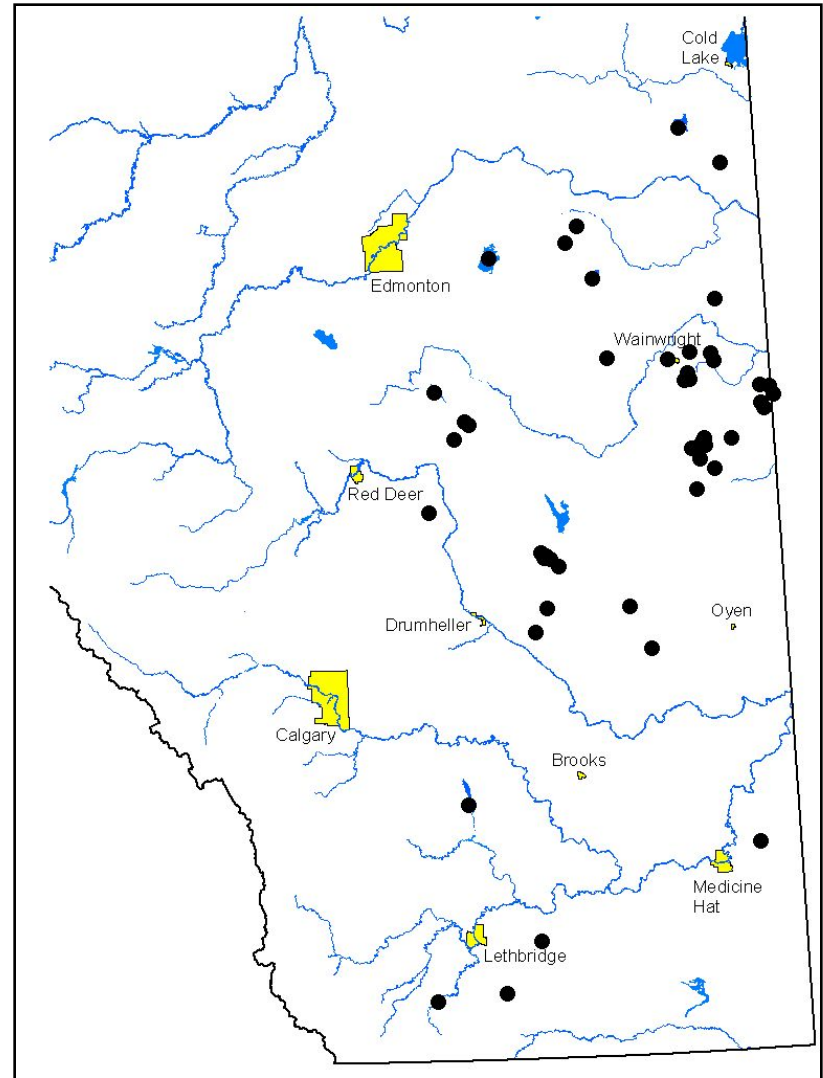 Cold
Lake
Edmonton
Wainwright
Red Deer
Drumheller
Oyen
Calgary
Brooks
Medicine
Hat
Lethbridge